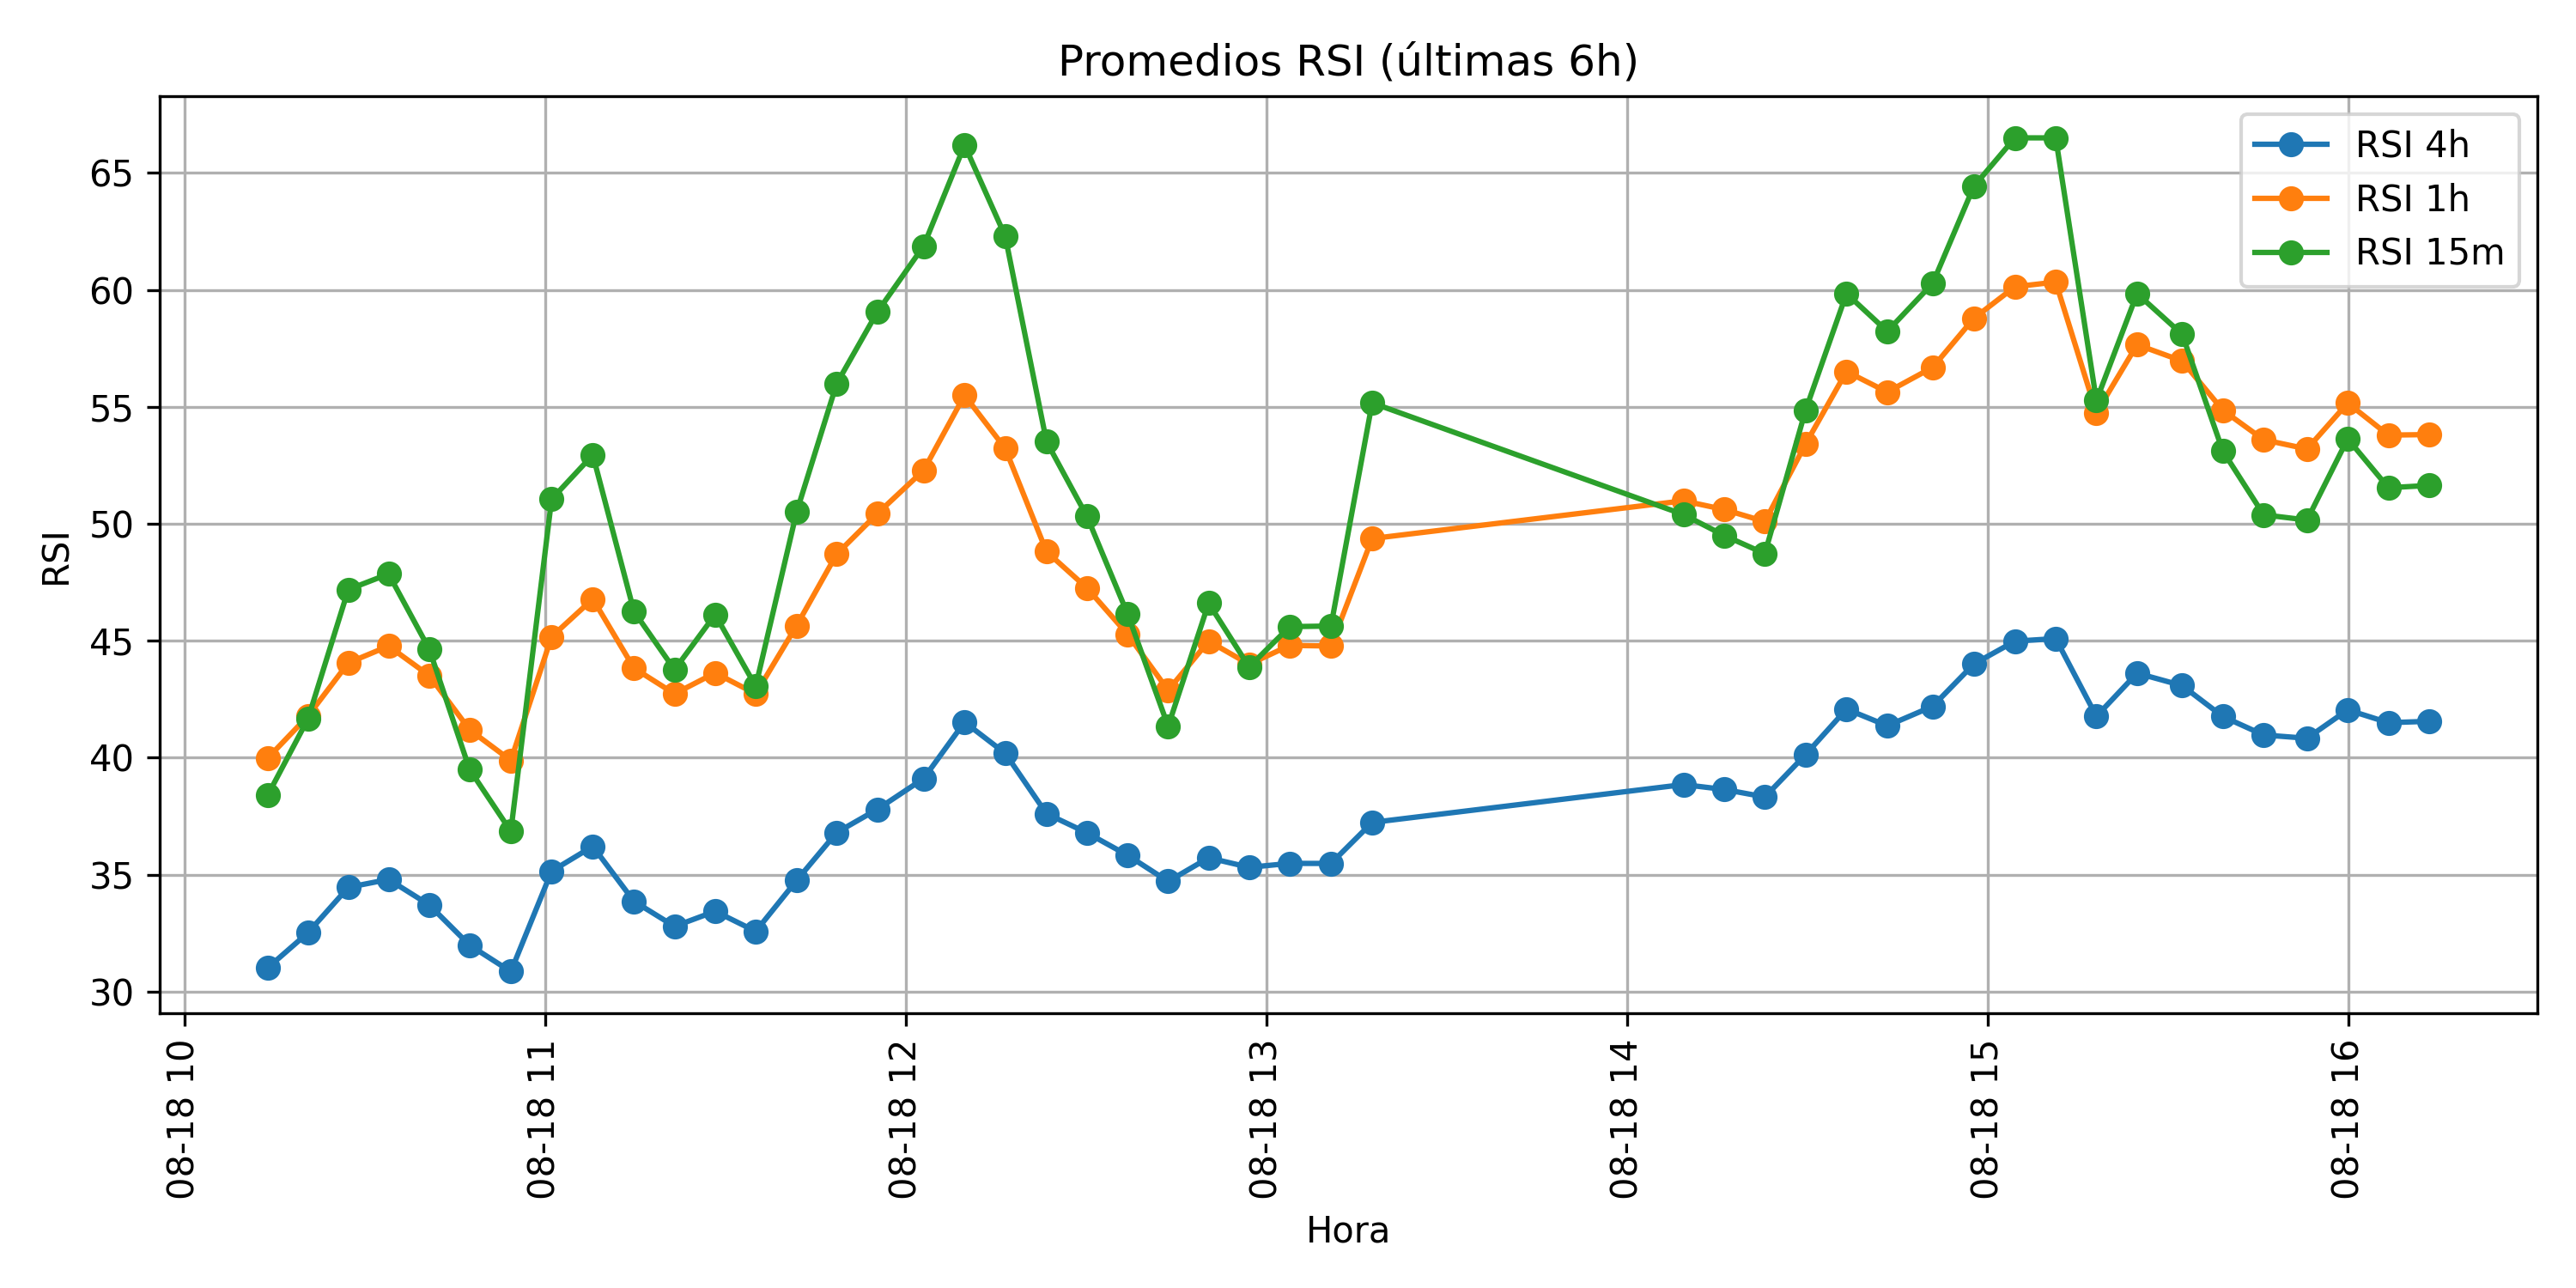 Promedios RSI (últimas 6h)
RSI 4h
RSI 1h
RSI 15m
65
60
55
50
45
40
35
30
RSI
08-18 10
08-18 11
08-18 12
08-18 13
08-18 14
08-18 15
08-18 16
Hora